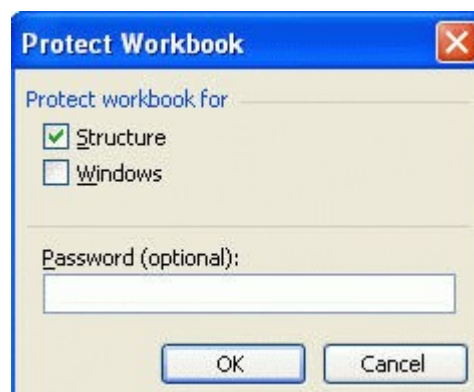 Protect Workbook
Protect workbook for
Structure
Windows
Password (optional):
OK Cancel